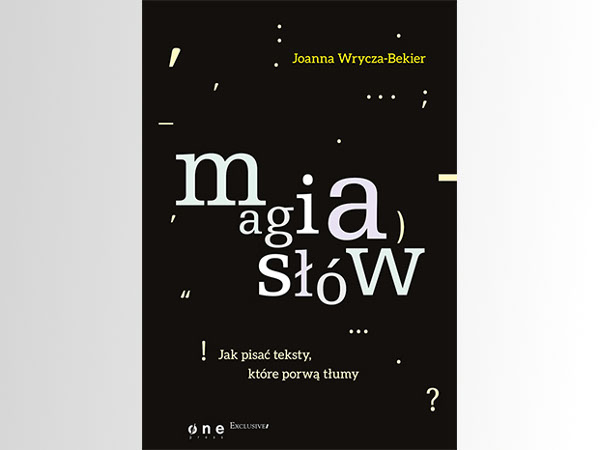 Joanna Wrycza-Bekier
magia
słów
Jak pisać teksty,
które porwą tłumy
one
press
EXCLUSIVE